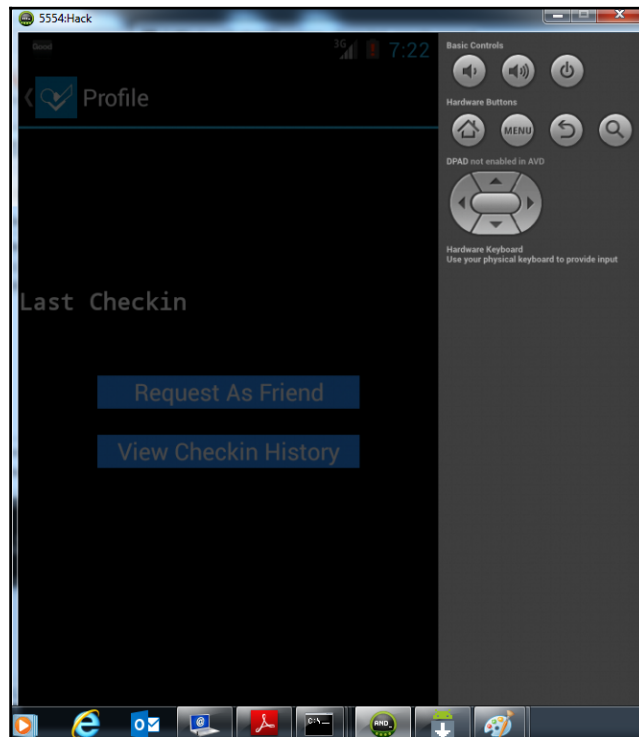 5554:Hack
Good
3G
7:22
Profile
Last Checkin
Request As Friend
View Checkin History
Basic Controls
Hardware Buttons
MENU
DPAD not enabled in AVD
Hardware Keyboard
Use your physical keyboard to provide input
C:\_
AND_